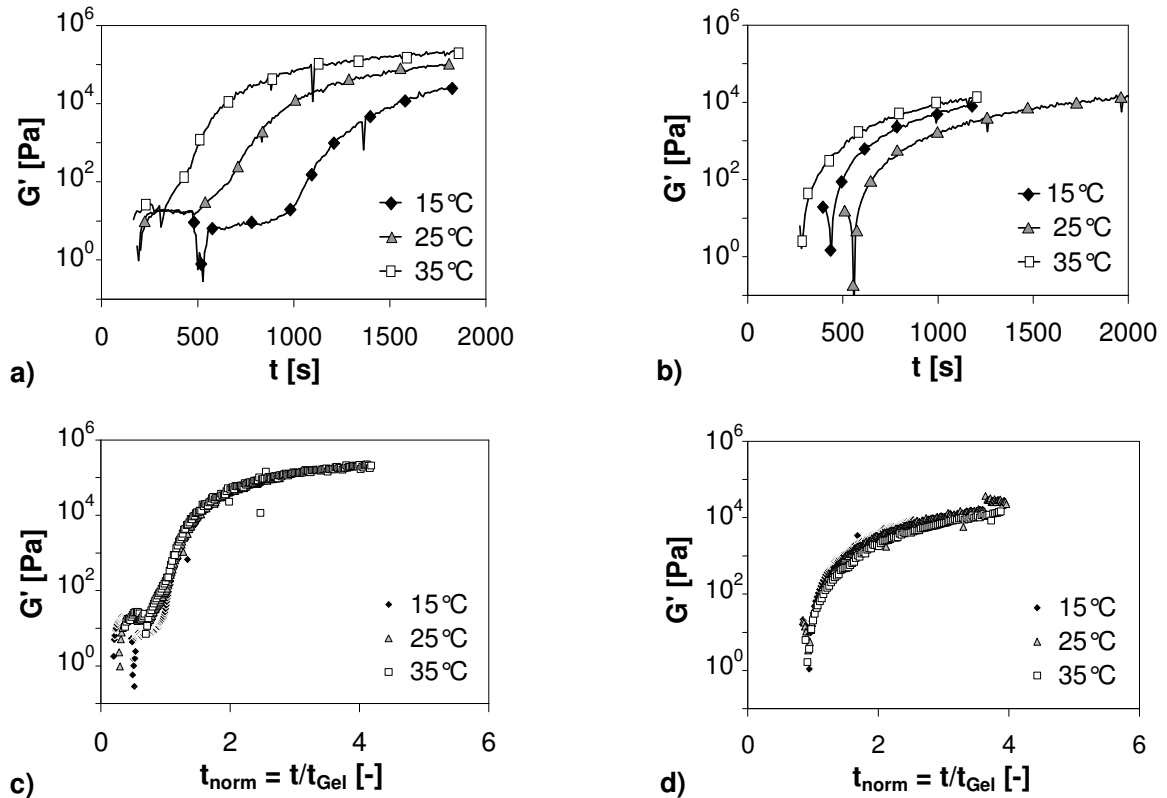 10⁶
10⁴
10²
10⁰
G' [Pa]
15°C
25°C
35°C
0 500 1000 1500 2000
t [s]
a)
10⁶
10⁴
10²
10⁰
G' [Pa]
15°C
25°C
35°C
0 500 1000 1500 2000
t [s]
b)
10⁶
10⁴
10²
10⁰
G' [Pa]
15°C
25°C
35°C
0 2 4 6
t_norm = t/t_Gel [-]
c)
10⁶
10⁴
10²
10⁰
G' [Pa]
15°C
25°C
35°C
0 2 4 6
t_norm = t/t_Gel [-]
d)